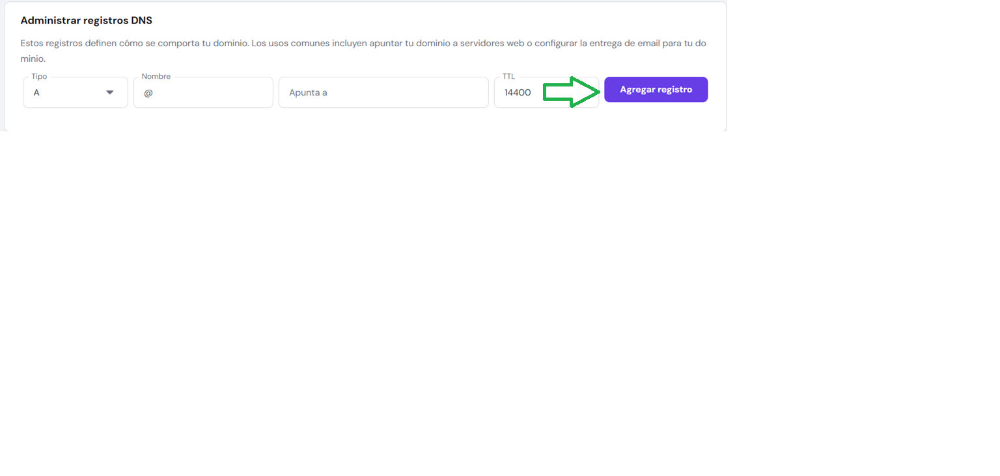 Administrar registros DNS
Estos registros definen cómo se comporta tu dominio. Los usos comunes incluyen apuntar tu dominio a servidores web o configurar la entrega de email para tu do
minio.
Tipo
A
Nombre
@
Apunta a
TTL
14400
Agregar registro